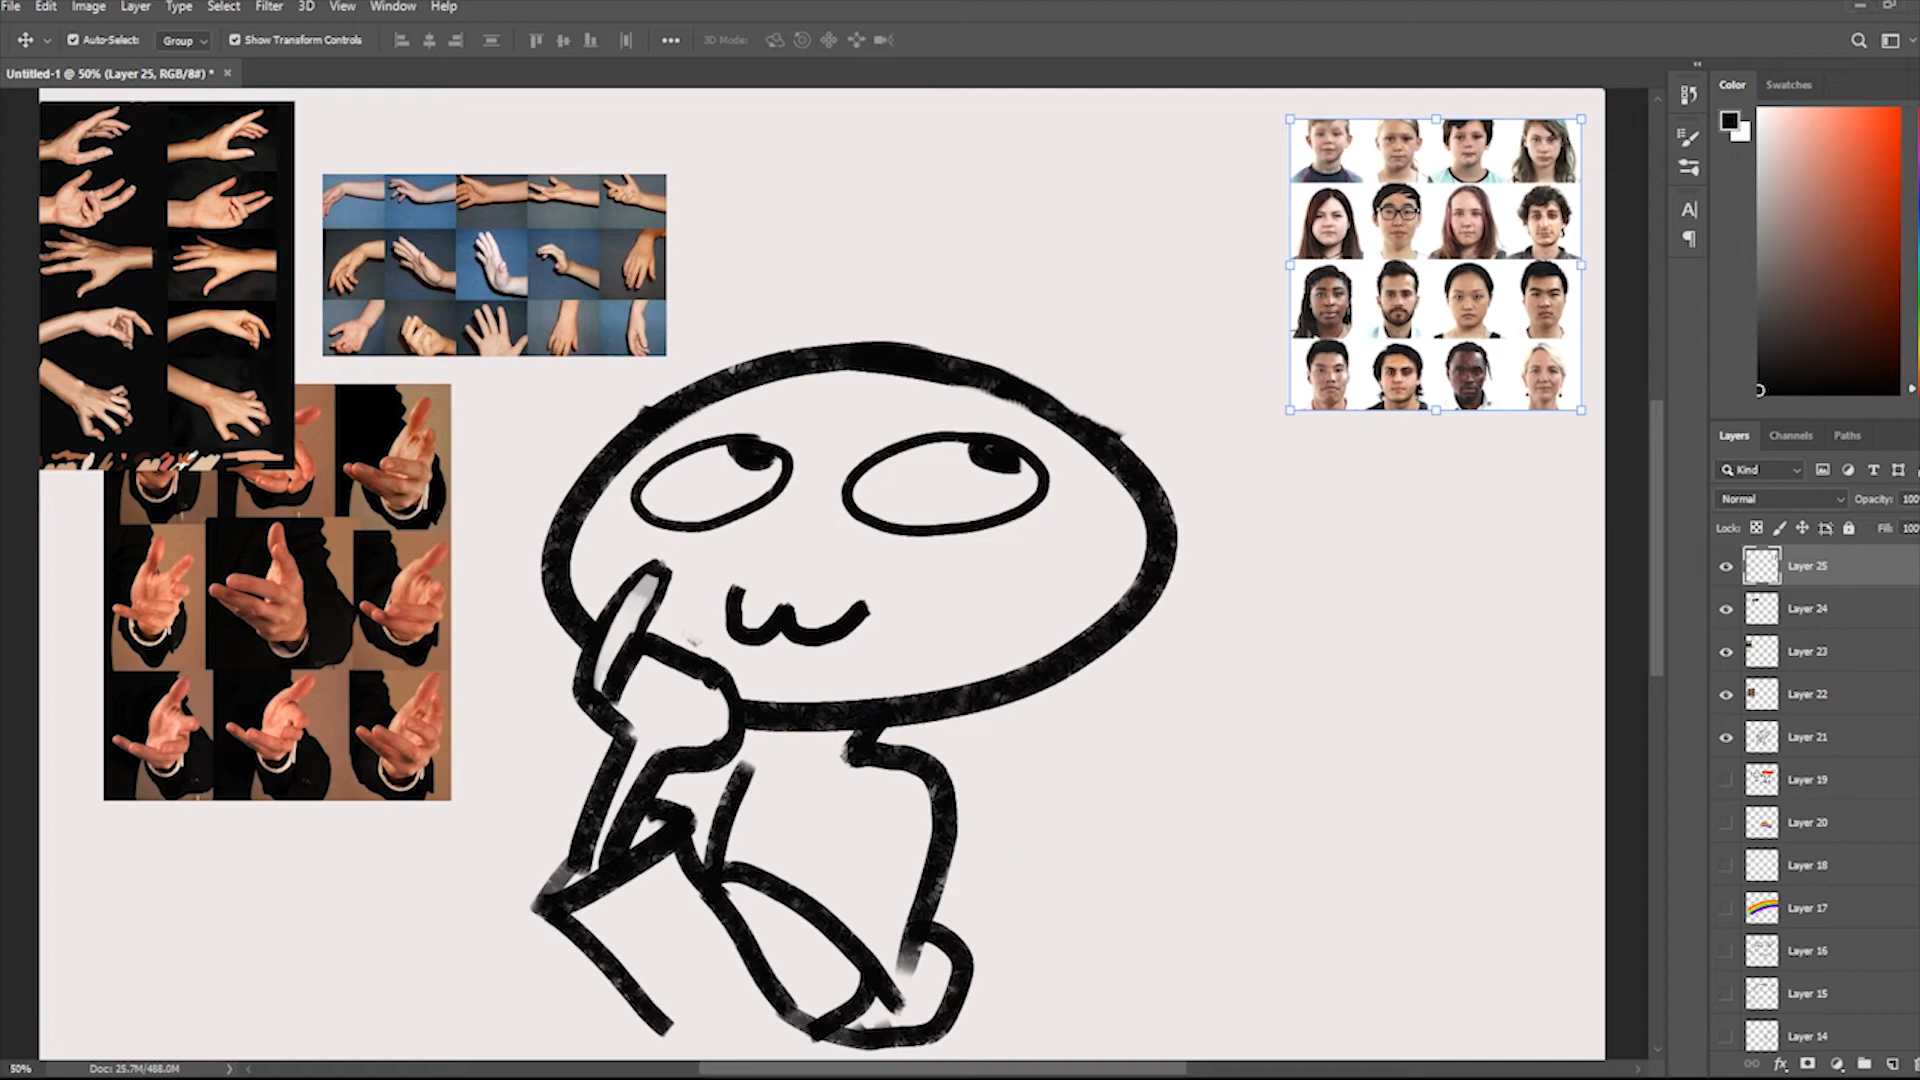 File Edit Image Layer Type Select Filter 3D View Window Help
Auto-Select: Group Show Transform Controls 3D Mode:
Untitled-1 @ 50% (Layer 25, RGB/8#) *
Color Swatches
Layers Channels Paths
Kind
Normal Opacity: 100
Lock: Fill: 100
Layer 25
Layer 24
Layer 23
Layer 22
Layer 21
Layer 19
Layer 20
Layer 18
Layer 17
Layer 16
Layer 15
Layer 14
50% Doc: 25.7M/468.0M